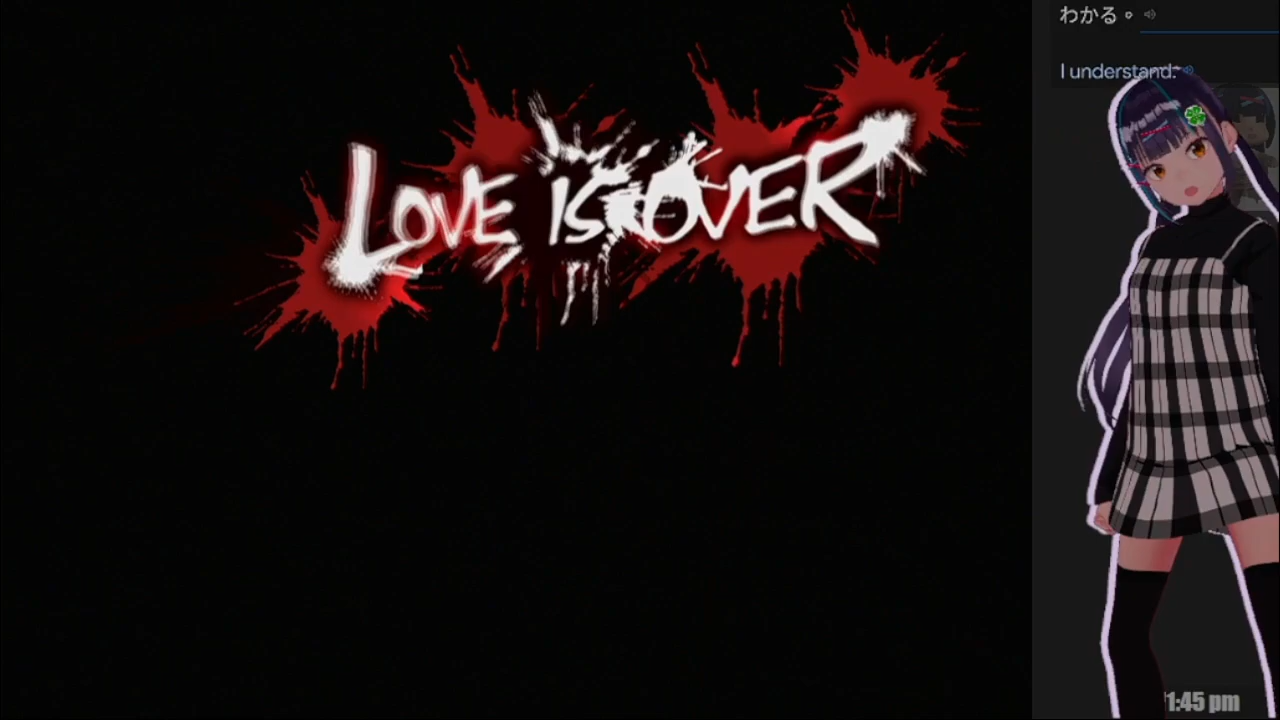 LOVE IS OVER
わかる。
I understand.
1:45 pm